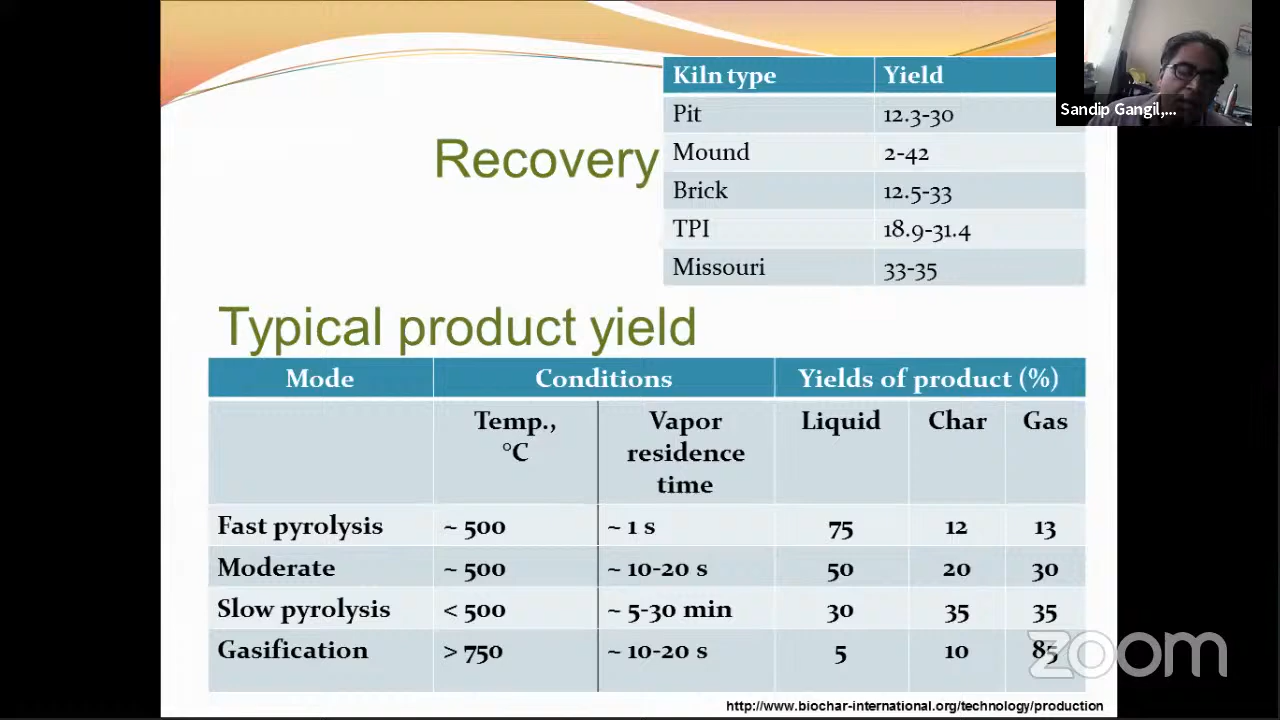 Kiln type Yield
Pit 12.3-30
Mound 2-42
Brick 12.5-33
TPI 18.9-31.4
Missouri 33-35
Sandip Gangil,...
Recovery
Typical product yield
Mode Conditions Yields of product (%)
Temp., °C Vapor residence time Liquid Char Gas
Fast pyrolysis ~ 500 ~ 1 s 75 12 13
Moderate ~ 500 ~ 10-20 s 50 20 30
Slow pyrolysis < 500 ~ 5-30 min 30 35 35
Gasification > 750 ~ 10-20 s 5 10 85
zoom
http://www.biochar-international.org/technology/production